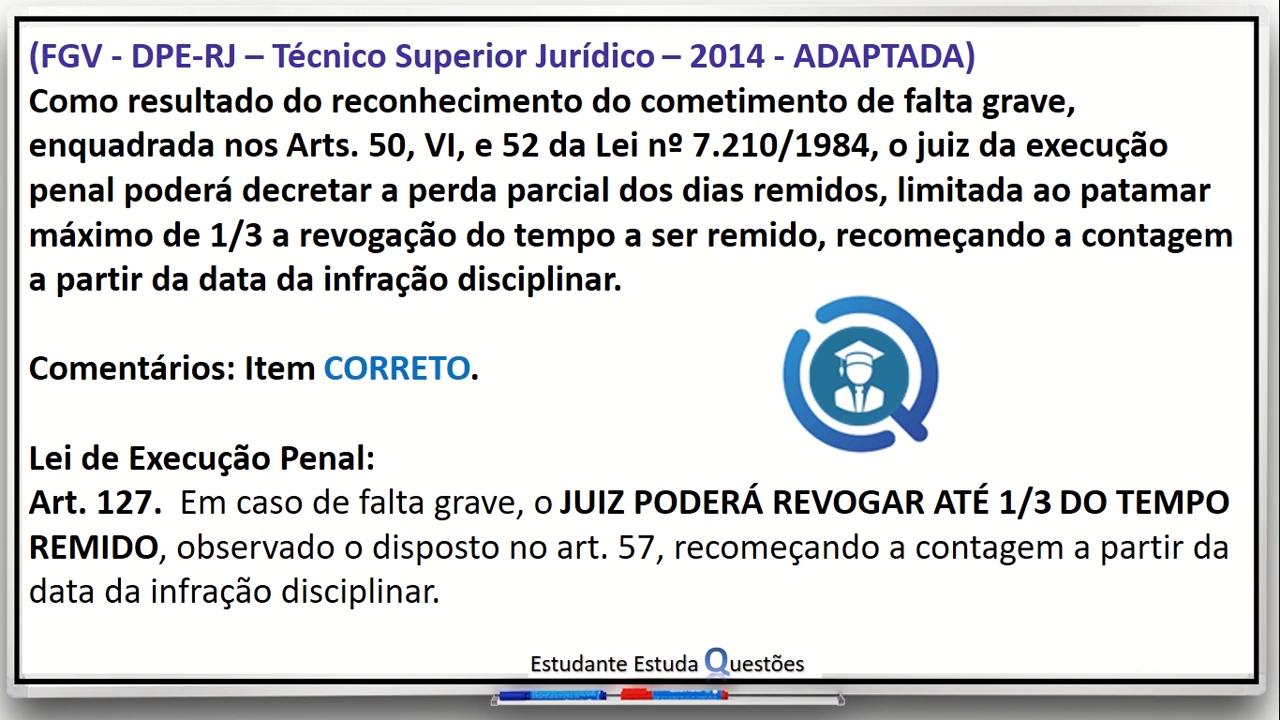 (FGV - DPE-RJ – Técnico Superior Jurídico – 2014 - ADAPTADA)
Como resultado do reconhecimento do cometimento de falta grave,
enquadrada nos Arts. 50, VI, e 52 da Lei nº 7.210/1984, o juiz da execução
penal poderá decretar a perda parcial dos dias remidos, limitada ao patamar
máximo de 1/3 a revogação do tempo a ser remido, recomeçando a contagem
a partir da data da infração disciplinar.
Comentários: Item CORRETO.
Lei de Execução Penal:
Art. 127. Em caso de falta grave, o JUIZ PODERÁ REVOGAR ATÉ 1/3 DO TEMPO
REMIDO, observado o disposto no art. 57, recomeçando a contagem a partir da
data da infração disciplinar.
Estudante Estuda Questões